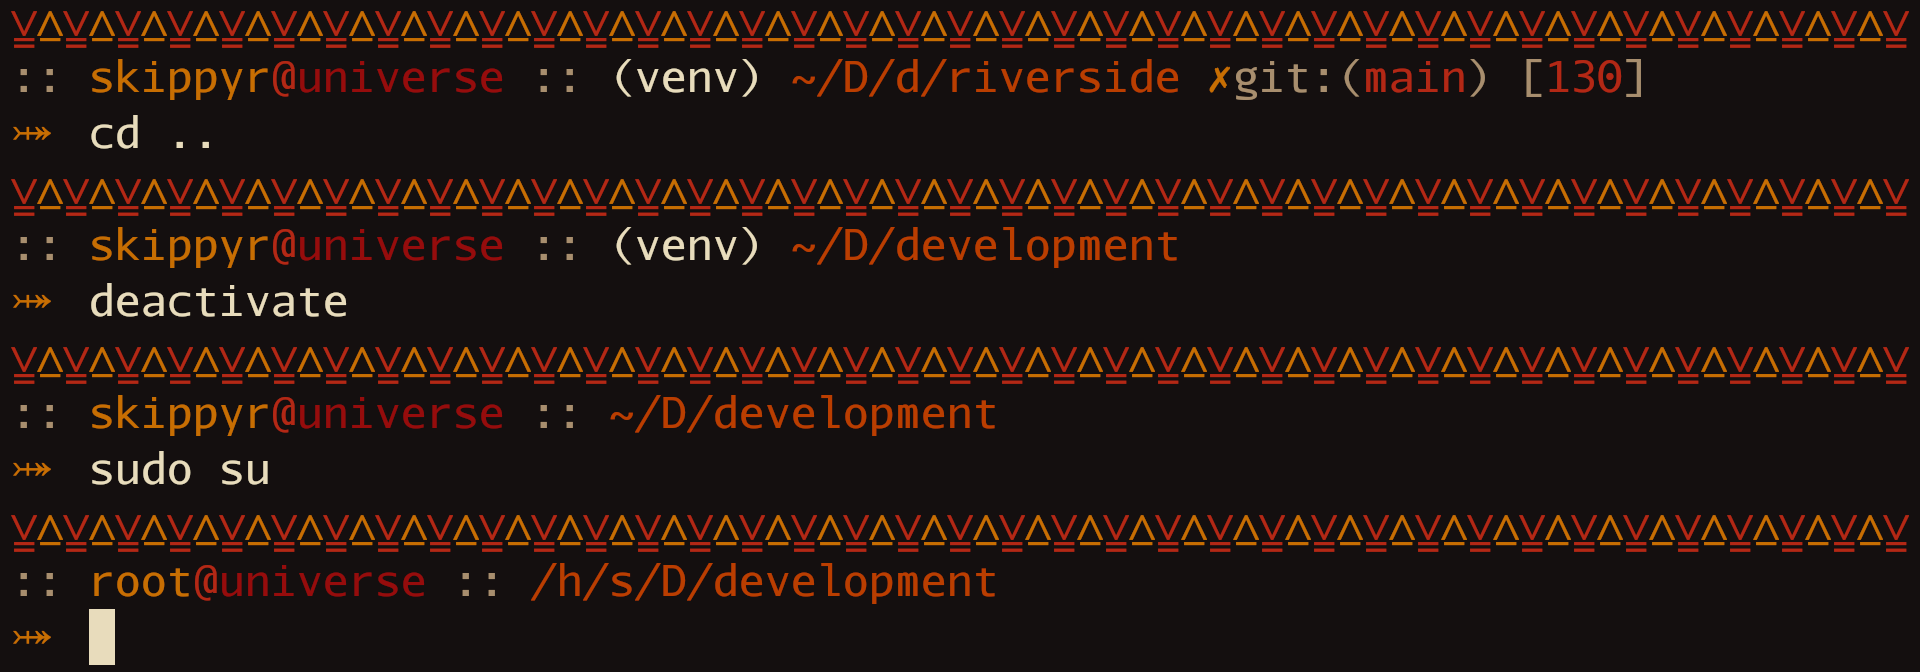 :: skippyr@universe :: (venv) ~/D/d/riverside ✗git:(main) [130]
⤐ cd ..
:: skippyr@universe :: (venv) ~/D/development
⤐ deactivate
:: skippyr@universe :: ~/D/development
⤐ sudo su
:: root@universe :: /h/s/D/development
⤐